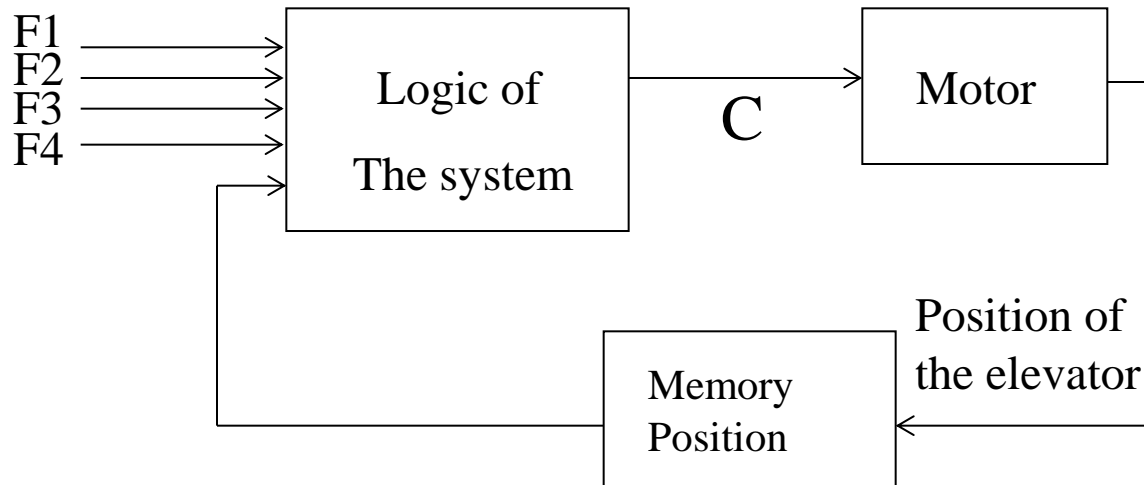 F1
F2
F3
F4
Logic of
The system
C
Motor
Position of
the elevator
Memory
Position